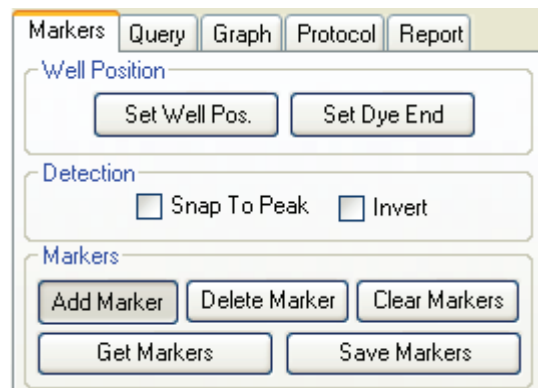 Markers Query Graph Protocol Report
Well Position
Set Well Pos. Set Dye End
Detection
Snap To Peak Invert
Markers
Add Marker Delete Marker Clear Markers
Get Markers Save Markers